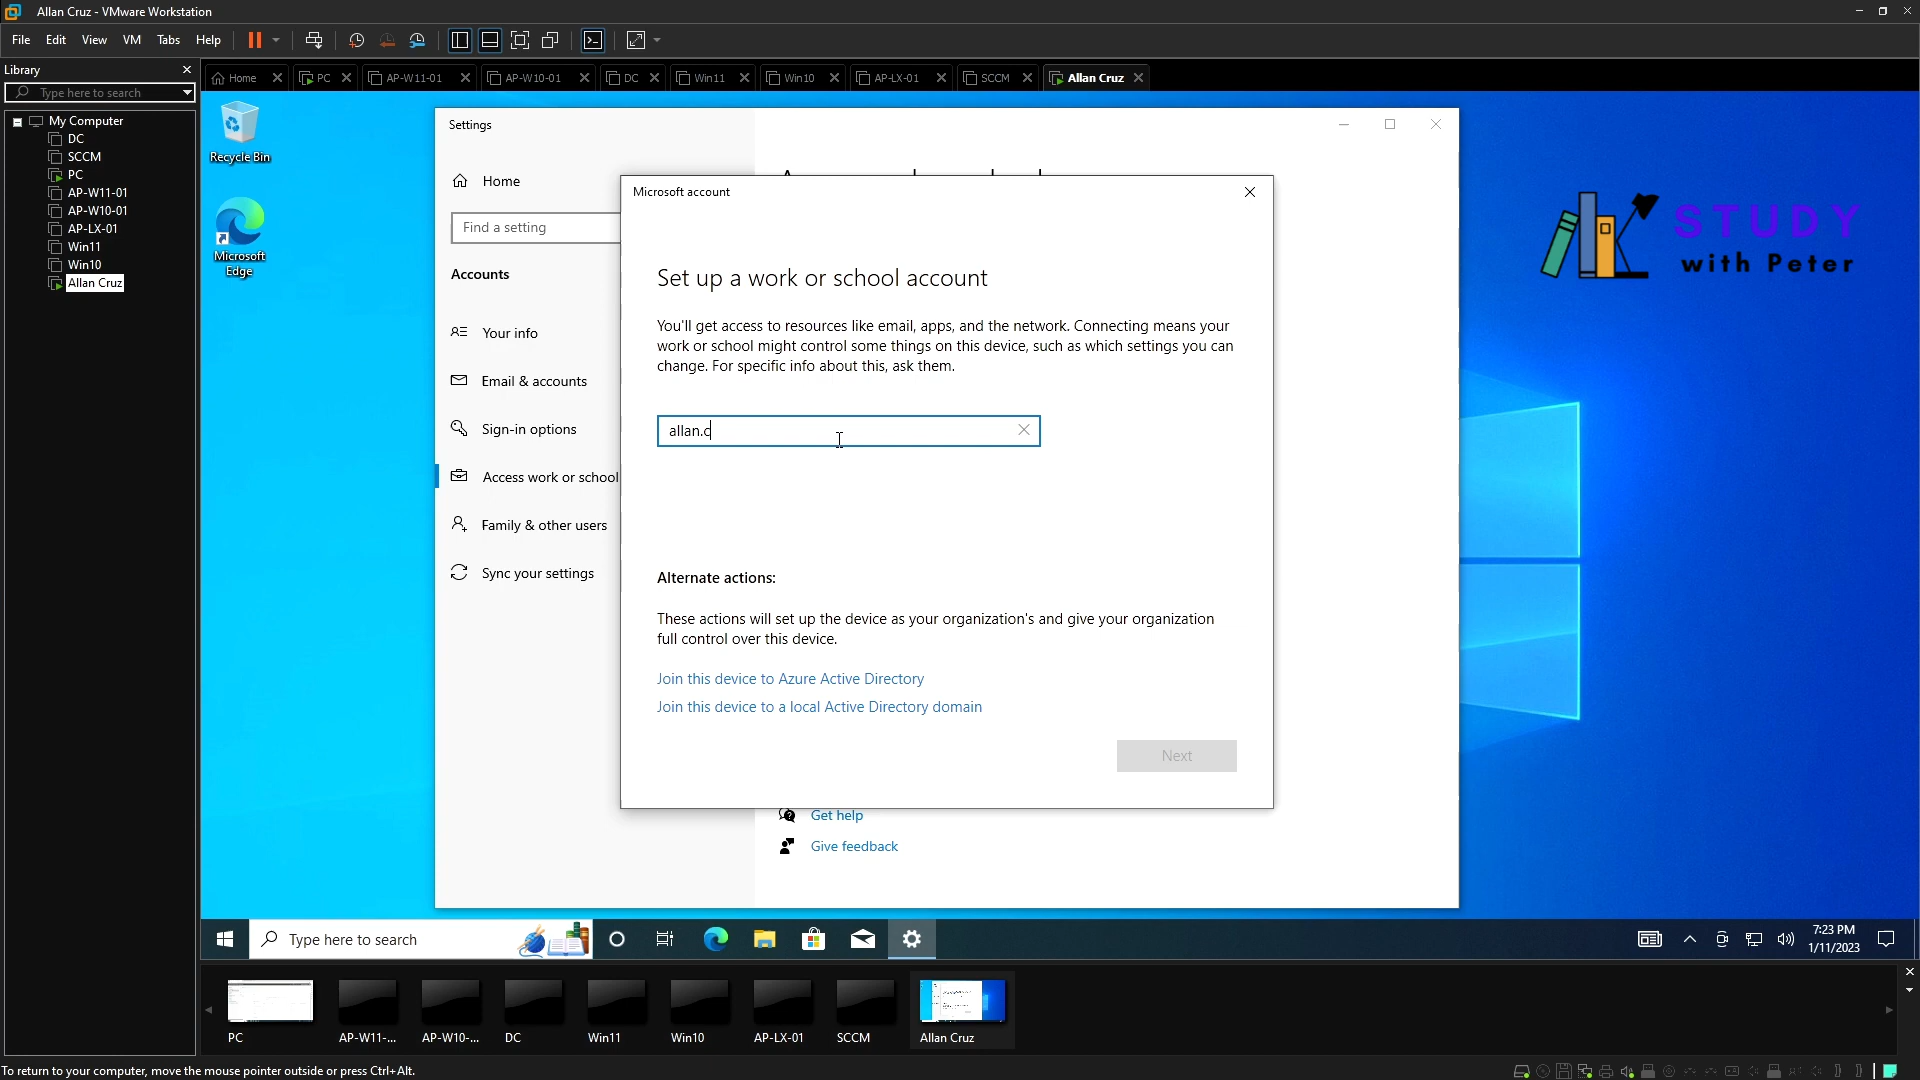 Allan Cruz - VMware Workstation
File Edit View VM Tabs Help
Library
Type here to search
Home PC AP-W11-01 AP-W10-01 DC Win11 Win10 AP-LX-01 SCCM Allan Cruz
My Computer
DC
SCCM
PC
AP-W11-01
AP-W10-01
AP-LX-01
Win11
Win10
Allan Cruz
Recycle Bin
Microsoft
Edge
STUDY
with Peter
Settings
Home
Find a setting
Accounts
Your info
Email & accounts
Sign-in options
Access work or school
Family & other users
Sync your settings
Microsoft account
Set up a work or school account
You'll get access to resources like email, apps, and the network. Connecting means your
work or school might control some things on this device, such as which settings you can
change. For specific info about this, ask them.
allan.c
Alternate actions:
These actions will set up the device as your organization's and give your organization
full control over this device.
Join this device to Azure Active Directory
Join this device to a local Active Directory domain
Next
Get help
Give feedback
Type here to search
7:23 PM
1/11/2023
PC AP-W11-... AP-W10-... DC Win11 Win10 AP-LX-01 SCCM Allan Cruz
To return to your computer, move the mouse pointer outside or press Ctrl+Alt.